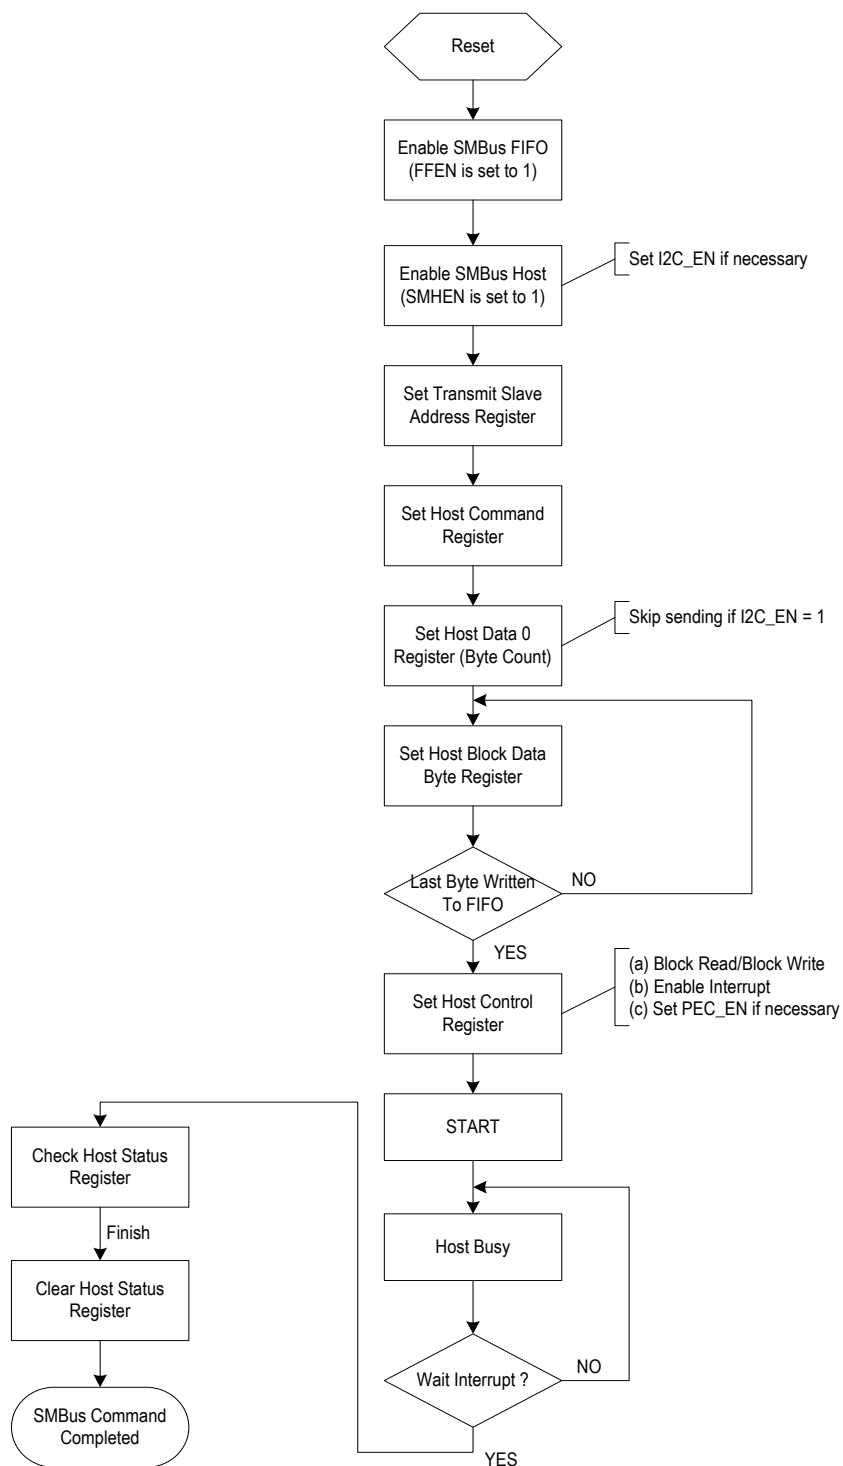 Reset
Enable SMBus FIFO
(FFEN is set to 1)
Enable SMBus Host
(SMHEN is set to 1)
Set I2C_EN if necessary
Set Transmit Slave
Address Register
Set Host Command
Register
Set Host Data 0
Register (Byte Count)
Skip sending if I2C_EN = 1
Set Host Block Data
Byte Register
Last Byte Written
To FIFO
NO
YES
Set Host Control
Register
(a) Block Read/Block Write
(b) Enable Interrupt
(c) Set PEC_EN if necessary
START
Host Busy
Wait Interrupt ?
NO
YES
Check Host Status
Register
Finish
Clear Host Status
Register
SMBus Command
Completed